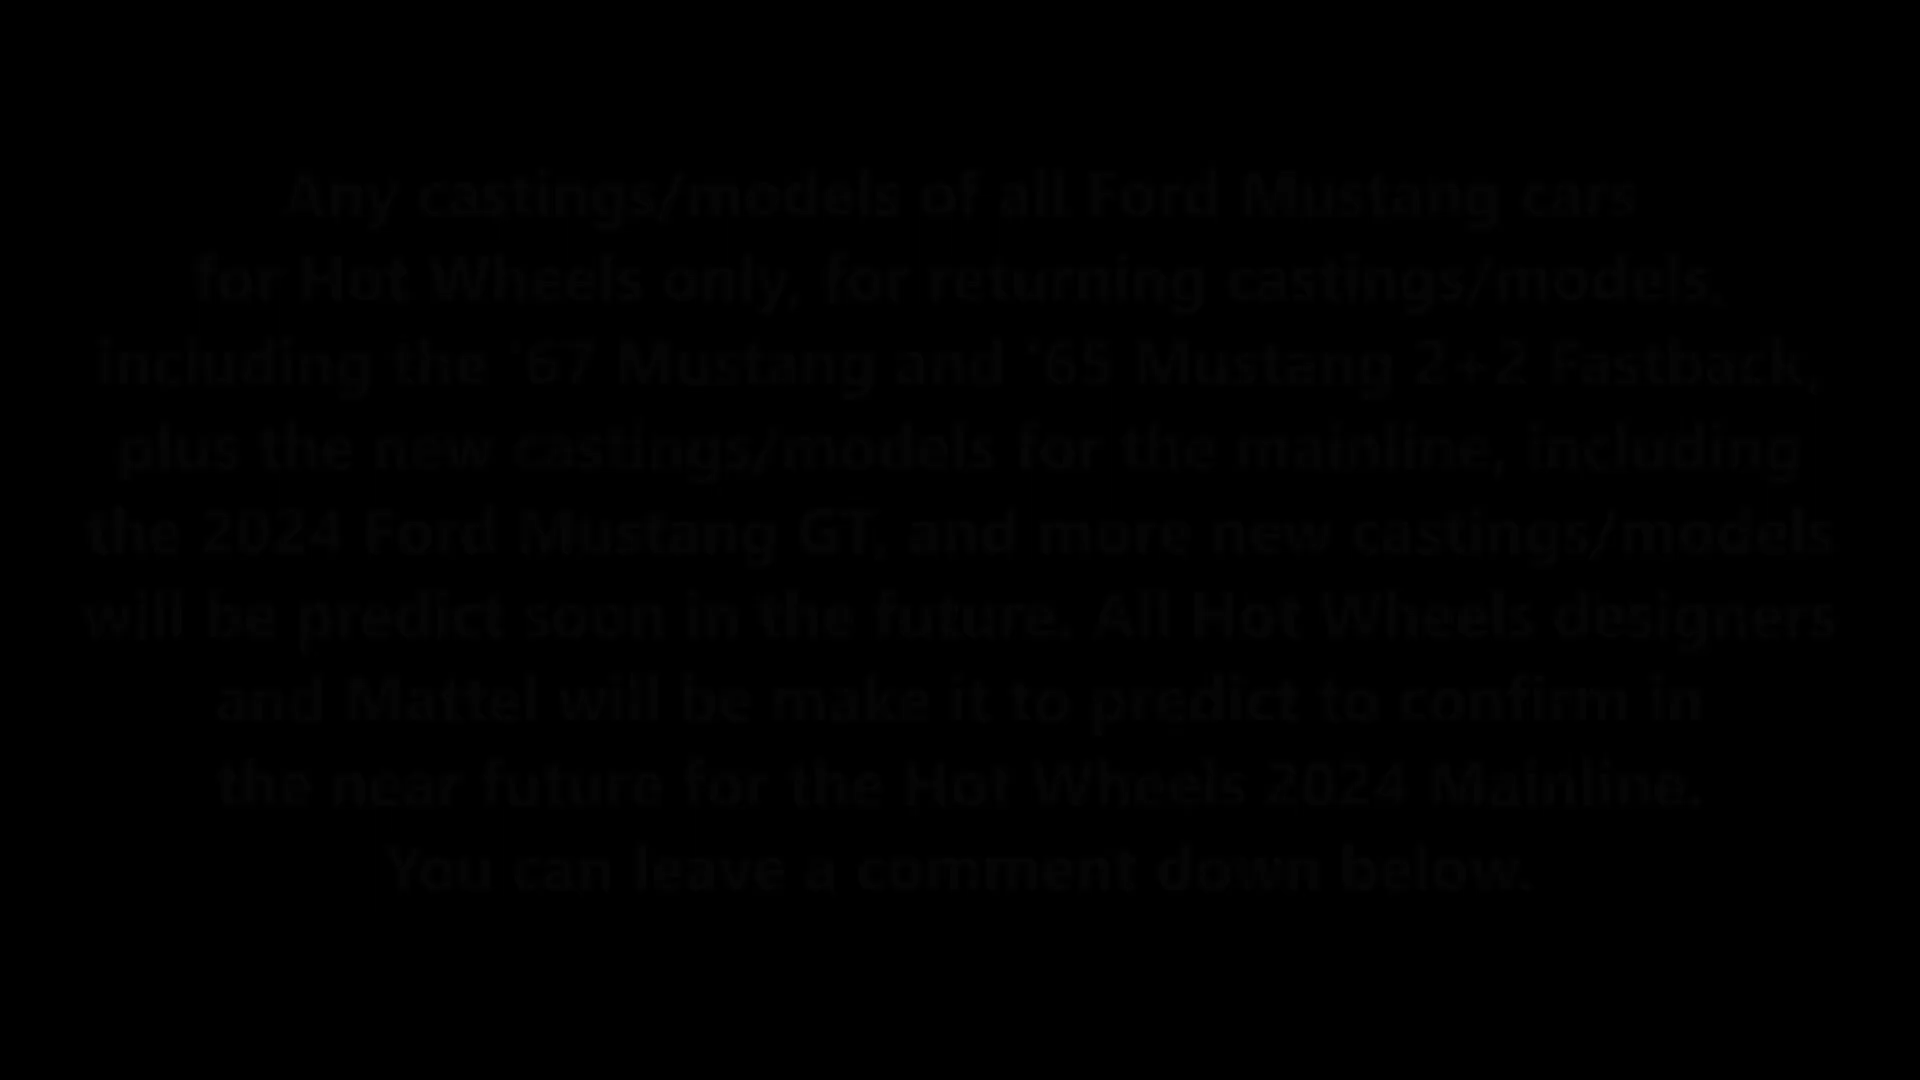 Any castings/models of all Ford Mustang cars
for Hot Wheels only, for returning castings/models,
including the '67 Mustang and '65 Mustang 2+2 Fastback,
plus the new castings/models for the mainline, including
the 2024 Ford Mustang GT, and more new castings/models
will be predict soon in the future. All Hot Wheels designers
and Mattel will be make it to predict to confirm in
the near future for the Hot Wheels 2024 Mainline.
You can leave a comment down below.